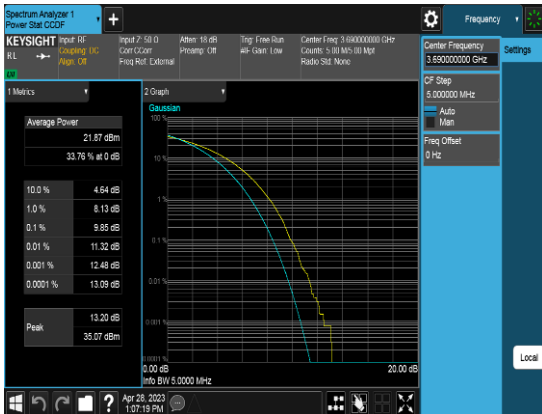 Spectrum Analyzer 1
Power Stat CCDF
Frequency
KEYSIGHT
RL
Input: RF
Coupling: DC
Align: Off
Input Z: 50 Ω
Corr CCorr
Freq Ref: External
Atten: 18 dB
Preamp: Off
Trig: Free Run
#IF Gain: Low
Center Freq: 3.690000000 GHz
Counts: 5.00 M/5.00 Mpt
Radio Std: None
Center Frequency
3.690000000 GHz
Settings
CF Step
5.000000 MHz
Auto
Man
Freq Offset
0 Hz
Local
1 Metrics
Average Power
21.87 dBm
33.76 % at 0 dB
10.0 % 4.64 dB
1.0 % 8.13 dB
0.1 % 9.85 dB
0.01 % 11.32 dB
0.001 % 12.48 dB
0.0001 % 13.09 dB
Peak
13.20 dB
35.07 dBm
2 Graph
Gaussian
100 %
10 %
1 %
0.1 %
0.01 %
0.001 %
0.0001 %
0.00 dB
20.00 dB
Info BW 5.0000 MHz
?
Apr 28, 2023
1:07:19 PM